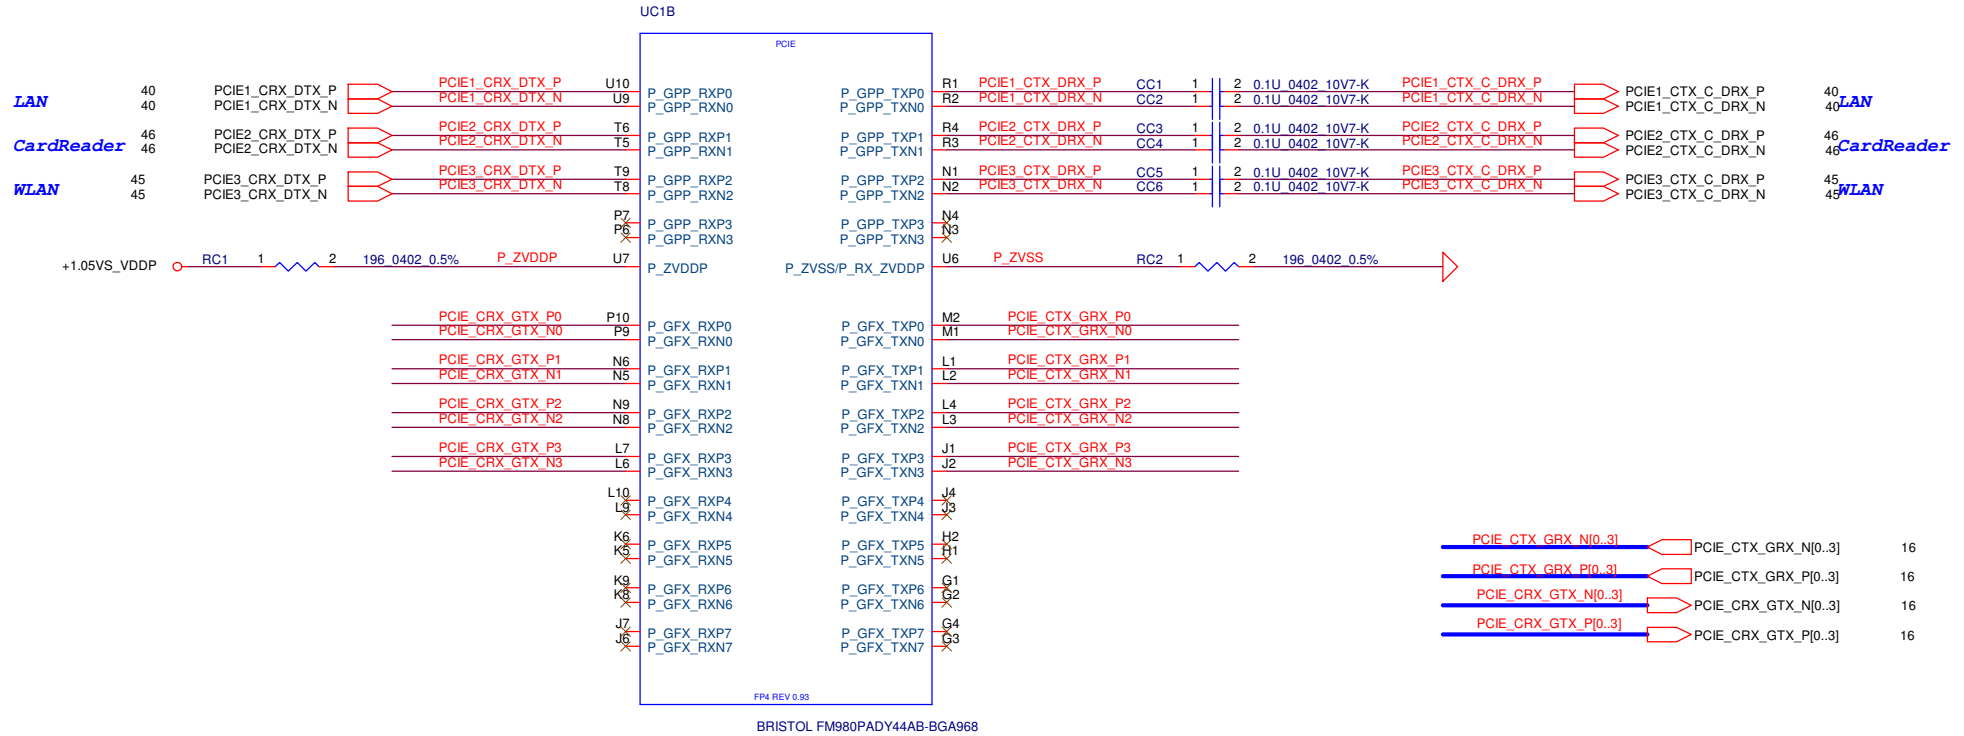 UC1B
PCIE
LAN
40 PCIE1_CRX_DTX_P PCIE1_CRX_DTX_P U10 P_GPP_RXP0 P_GPP_TXP0 R1 PCIE1_CTX_DRX_P CC1 1 2 0.1U_0402_10V7-K PCIE1_CTX_C_DRX_P PCIE1_CTX_C_DRX_P 40
40 PCIE1_CRX_DTX_N PCIE1_CRX_DTX_N U9 P_GPP_RXN0 P_GPP_TXN0 R2 PCIE1_CTX_DRX_N CC2 1 2 0.1U_0402_10V7-K PCIE1_CTX_C_DRX_N PCIE1_CTX_C_DRX_N 40
LAN
CardReader
46 PCIE2_CRX_DTX_P PCIE2_CRX_DTX_P T6 P_GPP_RXP1 P_GPP_TXP1 R4 PCIE2_CTX_DRX_P CC3 1 2 0.1U_0402_10V7-K PCIE2_CTX_C_DRX_P PCIE2_CTX_C_DRX_P 46
46 PCIE2_CRX_DTX_N PCIE2_CRX_DTX_N T5 P_GPP_RXN1 P_GPP_TXN1 R3 PCIE2_CTX_DRX_N CC4 1 2 0.1U_0402_10V7-K PCIE2_CTX_C_DRX_N PCIE2_CTX_C_DRX_N 46
CardReader
WLAN
45 PCIE3_CRX_DTX_P PCIE3_CRX_DTX_P T9 P_GPP_RXP2 P_GPP_TXP2 N1 PCIE3_CTX_DRX_P CC5 1 2 0.1U_0402_10V7-K PCIE3_CTX_C_DRX_P PCIE3_CTX_C_DRX_P 45
45 PCIE3_CRX_DTX_N PCIE3_CRX_DTX_N T8 P_GPP_RXN2 P_GPP_TXN2 N2 PCIE3_CTX_DRX_N CC6 1 2 0.1U_0402_10V7-K PCIE3_CTX_C_DRX_N PCIE3_CTX_C_DRX_N 45
WLAN
P7 P_GPP_RXP3 P_GPP_TXP3 N4
P6 P_GPP_RXN3 P_GPP_TXN3 N3
+1.05VS_VDDP RC1 1 2 196_0402_0.5% P_ZVDDP U7 P_ZVDDP P_ZVSS/P_RX_ZVDDP U6 P_ZVSS RC2 1 2 196_0402_0.5%
PCIE_CRX_GTX_P0 P10 P_GFX_RXP0 P_GFX_TXP0 M2 PCIE_CTX_GRX_P0
PCIE_CRX_GTX_N0 P9 P_GFX_RXN0 P_GFX_TXN0 M1 PCIE_CTX_GRX_N0
PCIE_CRX_GTX_P1 N6 P_GFX_RXP1 P_GFX_TXP1 L1 PCIE_CTX_GRX_P1
PCIE_CRX_GTX_N1 N5 P_GFX_RXN1 P_GFX_TXN1 L2 PCIE_CTX_GRX_N1
PCIE_CRX_GTX_P2 N9 P_GFX_RXP2 P_GFX_TXP2 L4 PCIE_CTX_GRX_P2
PCIE_CRX_GTX_N2 N8 P_GFX_RXN2 P_GFX_TXN2 L3 PCIE_CTX_GRX_N2
PCIE_CRX_GTX_P3 L7 P_GFX_RXP3 P_GFX_TXP3 J1 PCIE_CTX_GRX_P3
PCIE_CRX_GTX_N3 L6 P_GFX_RXN3 P_GFX_TXN3 J2 PCIE_CTX_GRX_N3
L10 P_GFX_RXP4 P_GFX_TXP4 J4
L9 P_GFX_RXN4 P_GFX_TXN4 J3
K6 P_GFX_RXP5 P_GFX_TXP5 H2
K5 P_GFX_RXN5 P_GFX_TXN5 H1
K9 P_GFX_RXP6 P_GFX_TXP6 G1
K8 P_GFX_RXN6 P_GFX_TXN6 G2
J7 P_GFX_RXP7 P_GFX_TXP7 G4
J6 P_GFX_RXN7 P_GFX_TXN7 G3
PCIE_CTX_GRX_N[0..3] PCIE_CTX_GRX_N[0..3] 16
PCIE_CTX_GRX_P[0..3] PCIE_CTX_GRX_P[0..3] 16
PCIE_CRX_GTX_N[0..3] PCIE_CRX_GTX_N[0..3] 16
PCIE_CRX_GTX_P[0..3] PCIE_CRX_GTX_P[0..3] 16
FP4 REV 0.93
BRISTOL FM980PADY44AB-BGA968